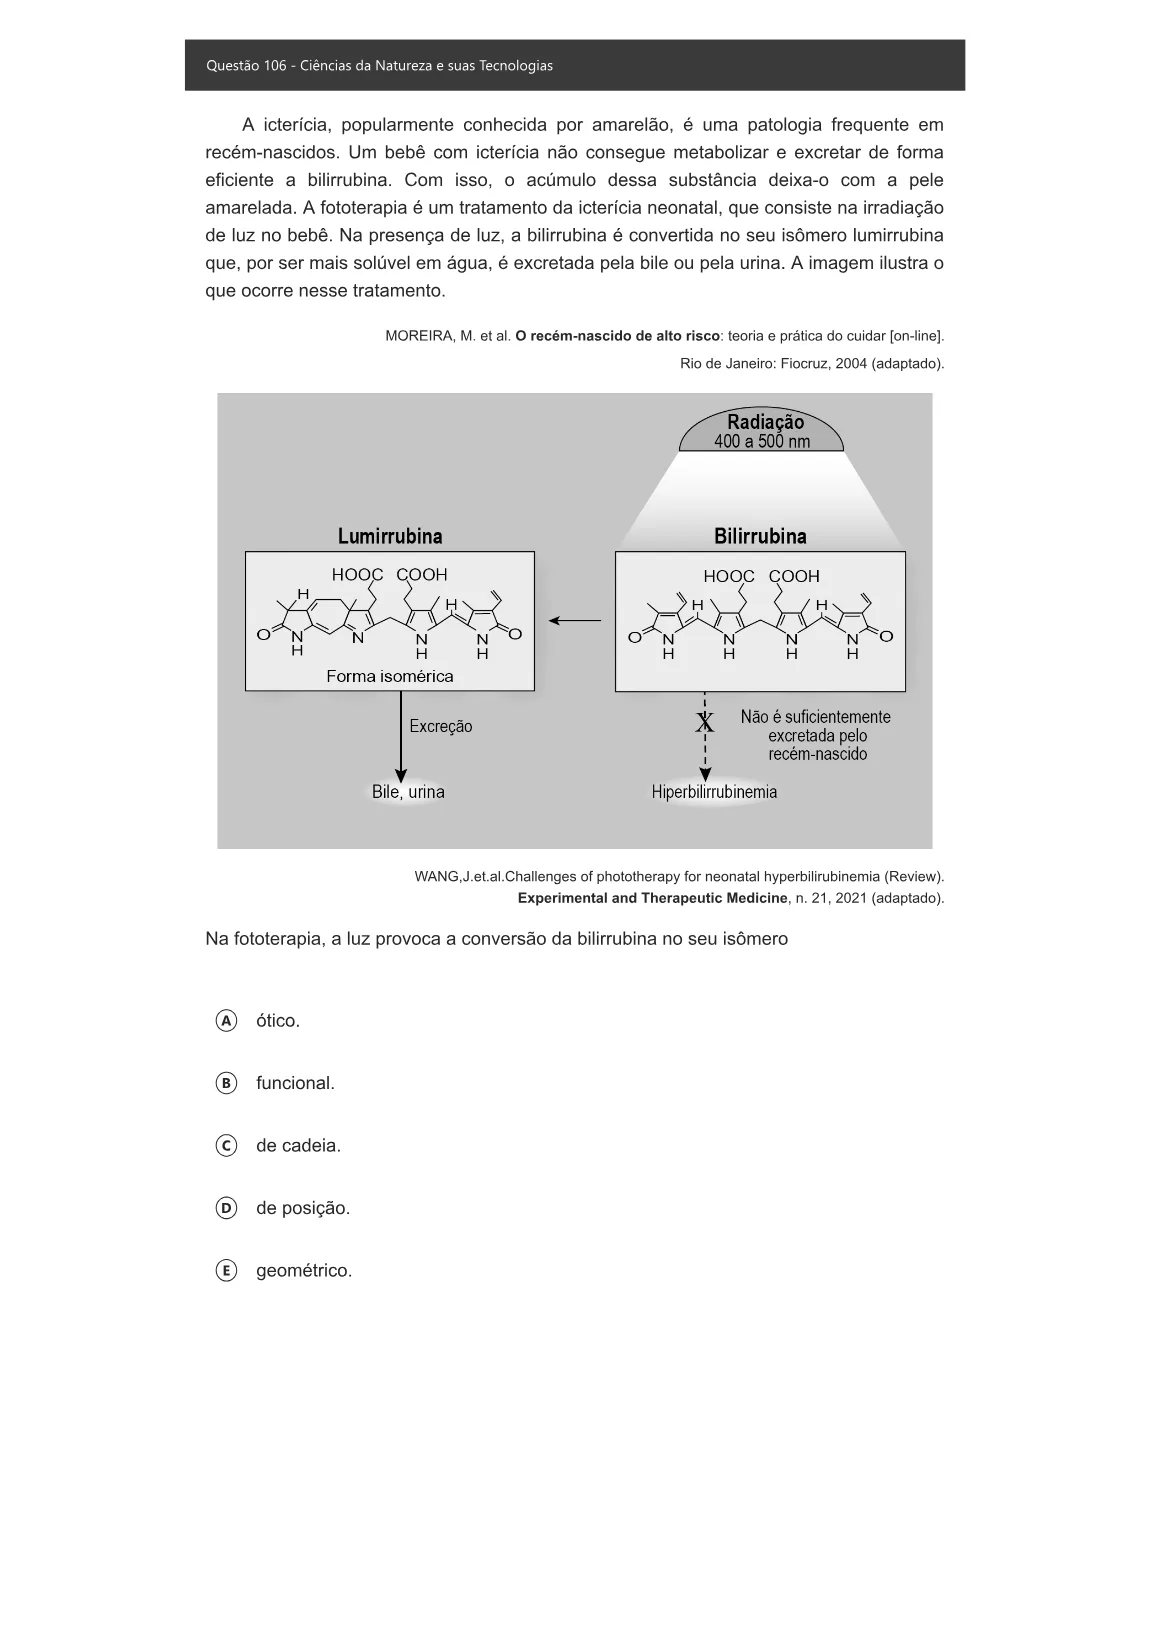 Questão 106 - Ciências da Natureza e suas Tecnologias
A icterícia, popularmente conhecida por amarelão, é uma patologia frequente em
recém-nascidos. Um bebê com icterícia não consegue metabolizar e excretar de forma
eficiente a bilirrubina. Com isso, o acúmulo dessa substância deixa-o com a pele
amarelada. A fototerapia é um tratamento da icterícia neonatal, que consiste na irradiação
de luz no bebê. Na presença de luz, a bilirrubina é convertida no seu isômero lumirrubina
que, por ser mais solúvel em água, é excretada pela bile ou pela urina. A imagem ilustra o
que ocorre nesse tratamento.
MOREIRA, M. et al. O recém-nascido de alto risco: teoria e prática do cuidar [on-line].
Rio de Janeiro: Fiocruz, 2004 (adaptado).
Radiação
400 a 500 nm
Lumirrubina
HOOC COOH
H
H
O
N
H
N
N
H
N
H
O
Forma isomérica
Excreção
Bile, urina
Bilirrubina
HOOC COOH
H
H
O
N
H
N
H
N
H
N
H
O
X
Não é suficientemente
excretada pelo
recém-nascido
Hiperbilirrubinemia
WANG,J.et.al.Challenges of phototherapy for neonatal hyperbilirubinemia (Review).
Experimental and Therapeutic Medicine, n. 21, 2021 (adaptado).
Na fototerapia, a luz provoca a conversão da bilirrubina no seu isômero
A ótico.
B funcional.
C de cadeia.
D de posição.
E geométrico.